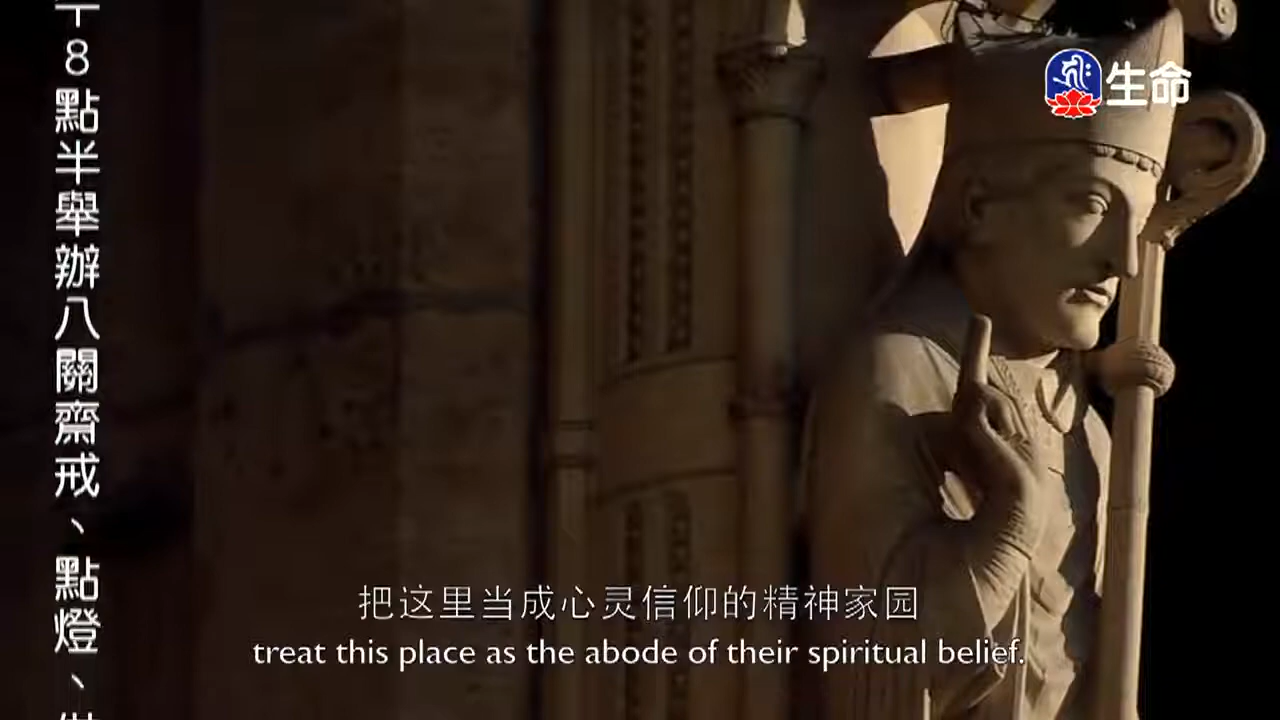 8點半舉辦八關齋戒、點燈、
生命
把这里当成心灵信仰的精神家园
treat this place as the abode of their spiritual belief.